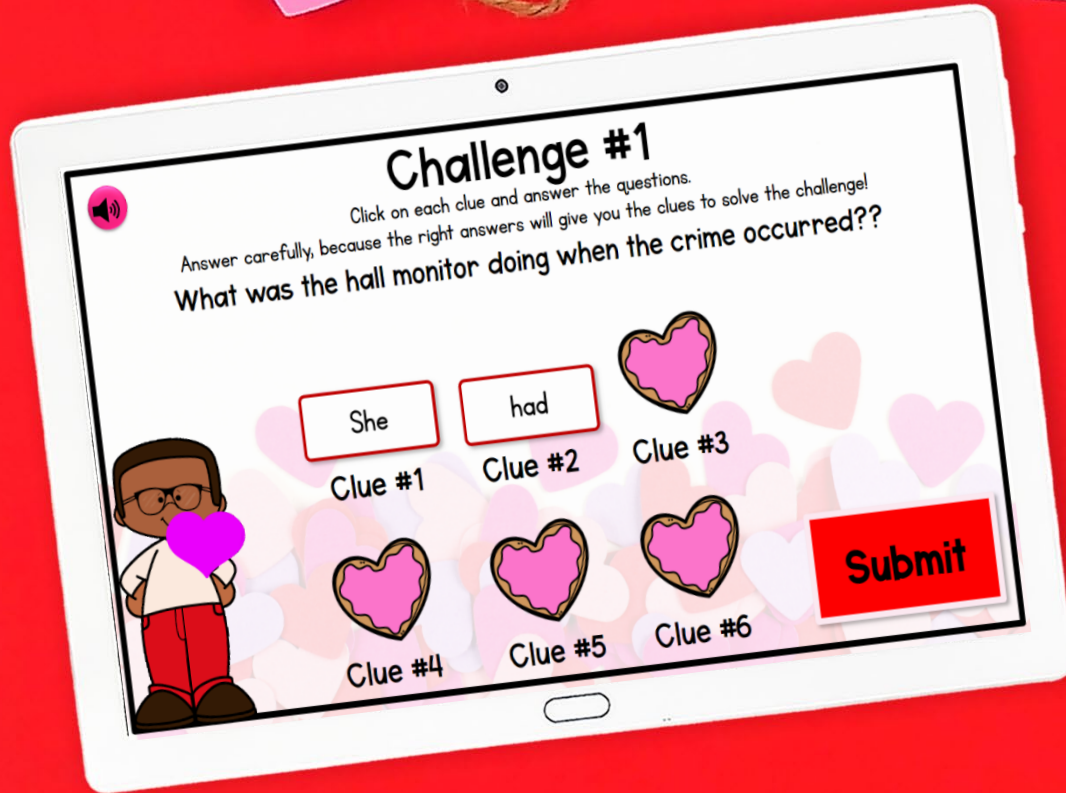 Challenge #1
Click on each clue and answer the questions.
Answer carefully, because the right answers will give you the clues to solve the challenge!
What was the hall monitor doing when the crime occurred??
She
had
Clue #1
Clue #2
Clue #3
Clue #4
Clue #5
Clue #6
Submit